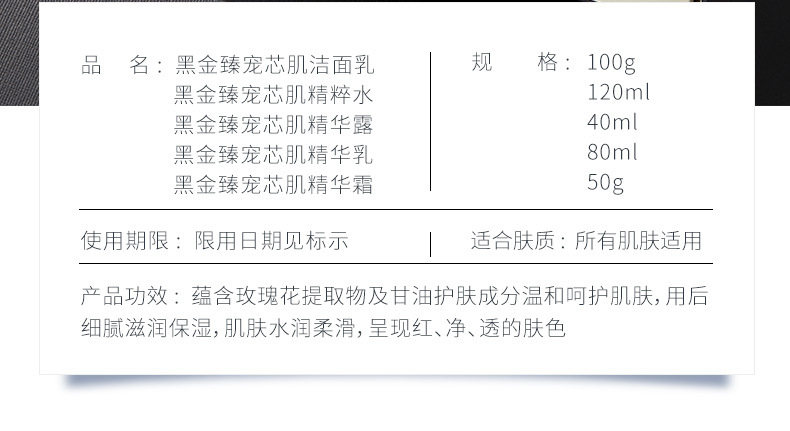 品 名：黑金臻宠芯肌洁面乳
黑金臻宠芯肌精粹水
黑金臻宠芯肌精华露
黑金臻宠芯肌精华乳
黑金臻宠芯肌精华霜
规 格：100g
120ml
40ml
80ml
50g
使用期限：限用日期见标示
适合肤质：所有肌肤适用
产品功效：蕴含玫瑰花提取物及甘油护肤成分温和呵护肌肤，用后
细腻滋润保湿，肌肤水润柔滑，呈现红、净、透的肤色